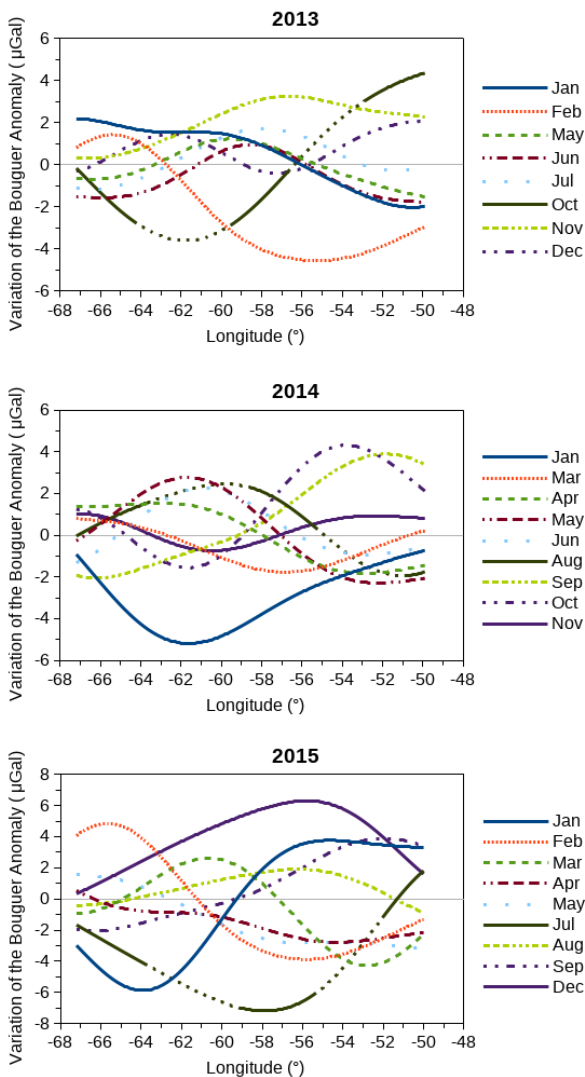 2013
Variation of the Bouguer Anomaly ( µGal)
6
4
2
0
-2
-4
-6
-68 -66 -64 -62 -60 -58 -56 -54 -52 -50 -48
Longitude (°)
Jan
Feb
May
Jun
Jul
Oct
Nov
Dec
2014
Variation of the Bouguer Anomaly ( µGal)
6
4
2
0
-2
-4
-6
-68 -66 -64 -62 -60 -58 -56 -54 -52 -50 -48
Longitude (°)
Jan
Mar
Apr
May
Jun
Aug
Sep
Oct
Nov
2015
Variation of the Bouguer Anomaly ( µGal)
8
6
4
2
0
-2
-4
-6
-8
-68 -66 -64 -62 -60 -58 -56 -54 -52 -50 -48
Longitude (°)
Jan
Feb
Mar
Apr
May
Jul
Aug
Sep
Dec